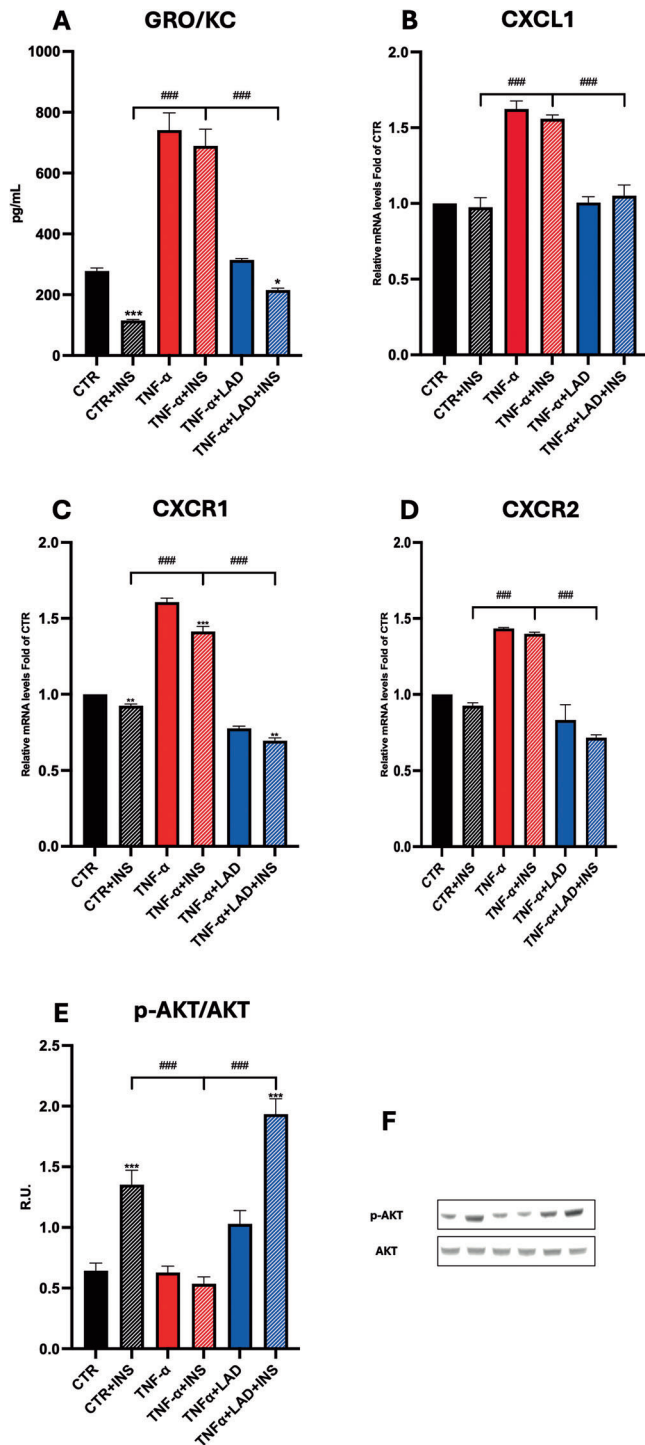 A
GRO/KC
1000
800
600
400
200
0
pg/mL
###
###
***
*
CTR
CTR+INS
TNF-α
TNF-α+INS
TNF-α+LAD
TNF-α+LAD+INS
B
CXCL1
2.0
1.5
1.0
0.5
0.0
Relative mRNA levels Fold of CTR
###
###
CTR
CTR+INS
TNF-α
TNF-α+INS
TNF-α+LAD
TNF-α+LAD+INS
C
CXCR1
2.0
1.5
1.0
0.5
0.0
Relative mRNA levels Fold of CTR
###
###
**
***
**
CTR
CTR+INS
TNF-α
TNF-α+INS
TNF-α+LAD
TNF-α+LAD+INS
D
CXCR2
2.0
1.5
1.0
0.5
0.0
Relative mRNA levels Fold of CTR
###
###
CTR
CTR+INS
TNF-α
TNF-α+INS
TNF-α+LAD
TNF-α+LAD+INS
E
p-AKT/AKT
2.5
2.0
1.5
1.0
0.5
0.0
R.U.
###
###
***
***
CTR
CTR+INS
TNF-α
TNF-α+INS
TNFα+LAD
TNFα+LAD+INS
F
p-AKT
AKT